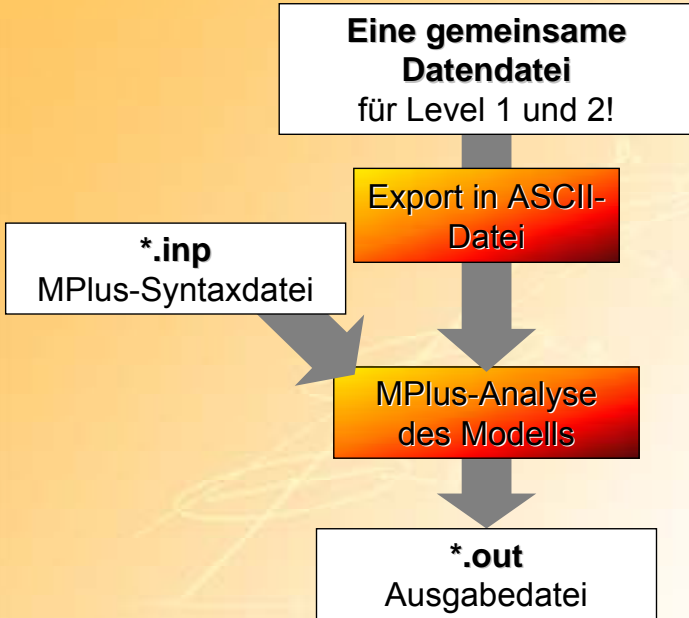 Eine gemeinsame
Datendatei
für Level 1 und 2!
Export in ASCII-
Datei
*.inp
MPlus-Syntaxdatei
MPlus-Analyse
des Modells
*.out
Ausgabedatei